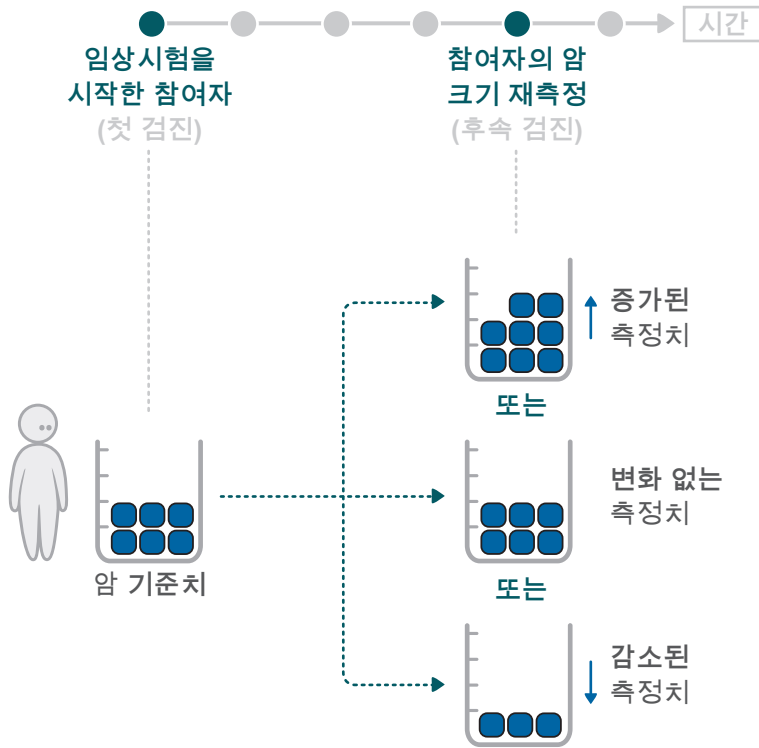 시간
임상시험을
시작한 참여자
(첫 검진)
참여자의 암
크기 재측정
(후속 검진)
증가된
측정치
또는
암 기준치
변화 없는
측정치
또는
감소된
측정치